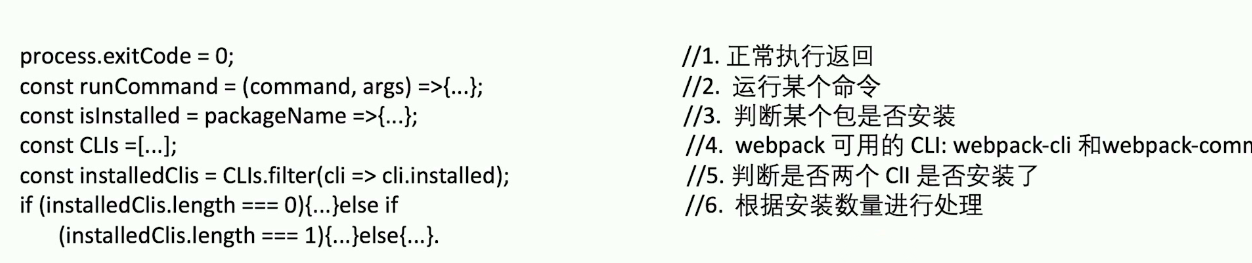 process.exitCode = 0; //1. 正常执行返回
const runCommand = (command, args) =>{...}; //2. 运行某个命令
const isInstalled = packageName =>{...}; //3. 判断某个包是否安装
const CLIs =[...]; //4. webpack 可用的 CLI: webpack-cli 和webpack-comm
const installedClis = CLIs.filter(cli => cli.installed); //5. 判断是否两个 ClI 是否安装了
if (installedClis.length === 0){...}else if //6. 根据安装数量进行处理
(installedClis.length === 1){...}else{...}.